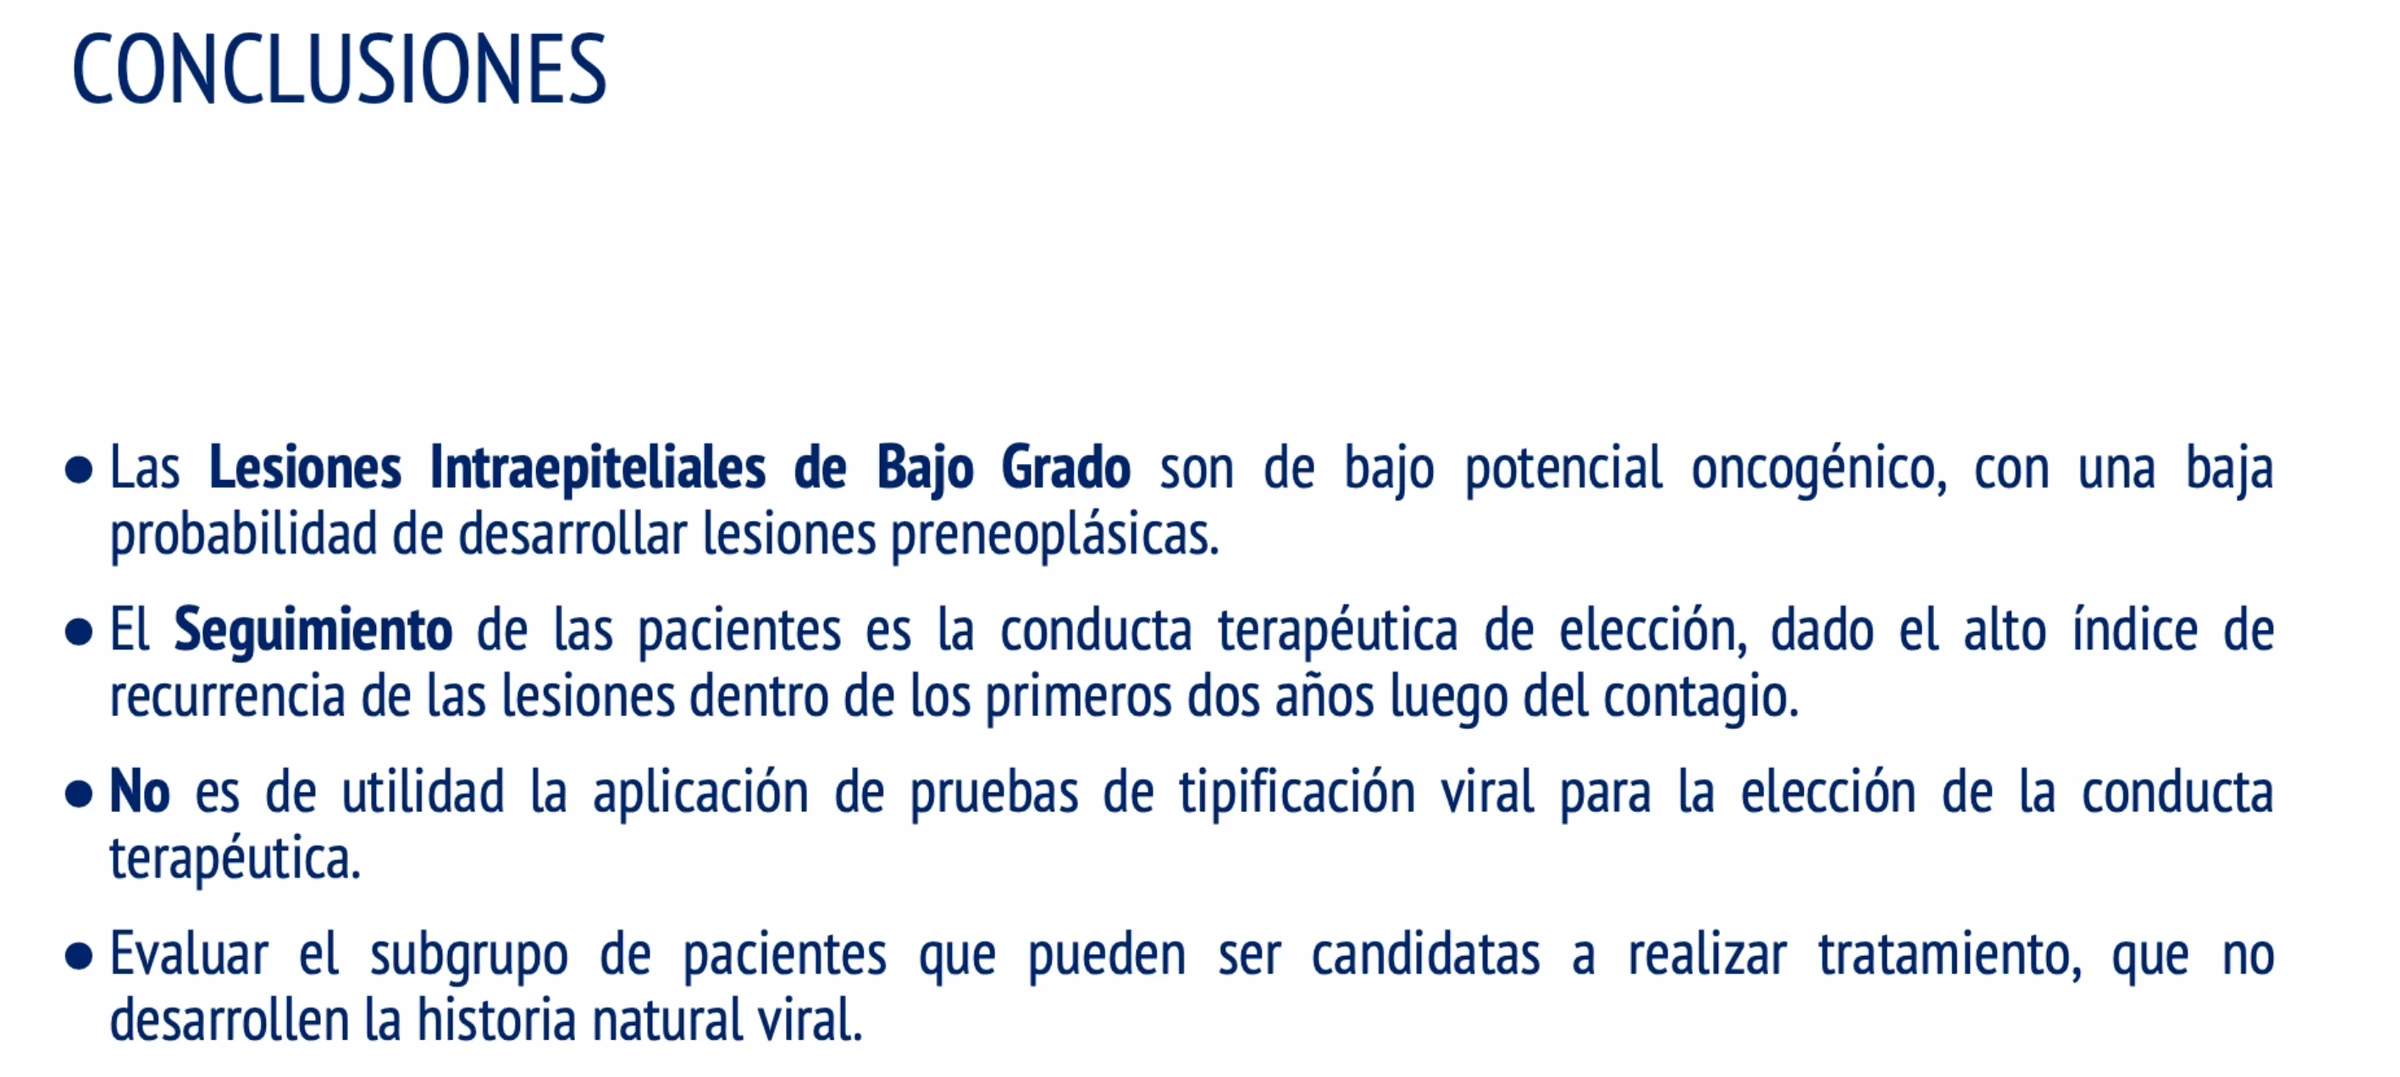 CONCLUSIONES
● Las Lesiones Intraepiteliales de Bajo Grado son de bajo potencial oncogénico, con una baja
probabilidad de desarrollar lesiones preneoplásicas.
● El Seguimiento de las pacientes es la conducta terapéutica de elección, dado el alto índice de
recurrencia de las lesiones dentro de los primeros dos años luego del contagio.
● No es de utilidad la aplicación de pruebas de tipificación viral para la elección de la conducta
terapéutica.
● Evaluar el subgrupo de pacientes que pueden ser candidatas a realizar tratamiento, que no
desarrollen la historia natural viral.